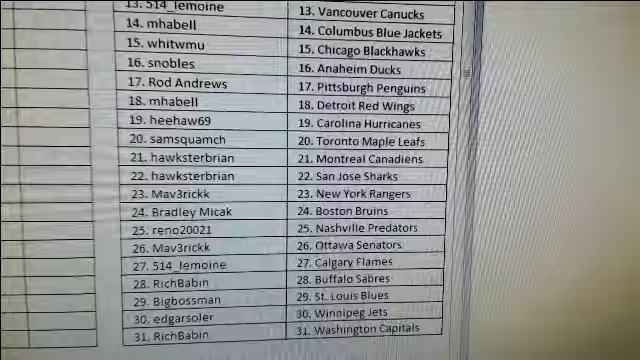 13. 514_lemoine 13. Vancouver Canucks
14. mhabell 14. Columbus Blue Jackets
15. whitwmu 15. Chicago Blackhawks
16. snobles 16. Anaheim Ducks
17. Rod Andrews 17. Pittsburgh Penguins
18. mhabell 18. Detroit Red Wings
19. heehaw69 19. Carolina Hurricanes
20. samsquamch 20. Toronto Maple Leafs
21. hawksterbrian 21. Montreal Canadiens
22. hawksterbrian 22. San Jose Sharks
23. Mav3rickk 23. New York Rangers
24. Bradley Micak 24. Boston Bruins
25. reno20021 25. Nashville Predators
26. Mav3rickk 26. Ottawa Senators
27. 514_lemoine 27. Calgary Flames
28. RichBabin 28. Buffalo Sabres
29. Bigbossman 29. St. Louis Blues
30. edgarsoler 30. Winnipeg Jets
31. RichBabin 31. Washington Capitals